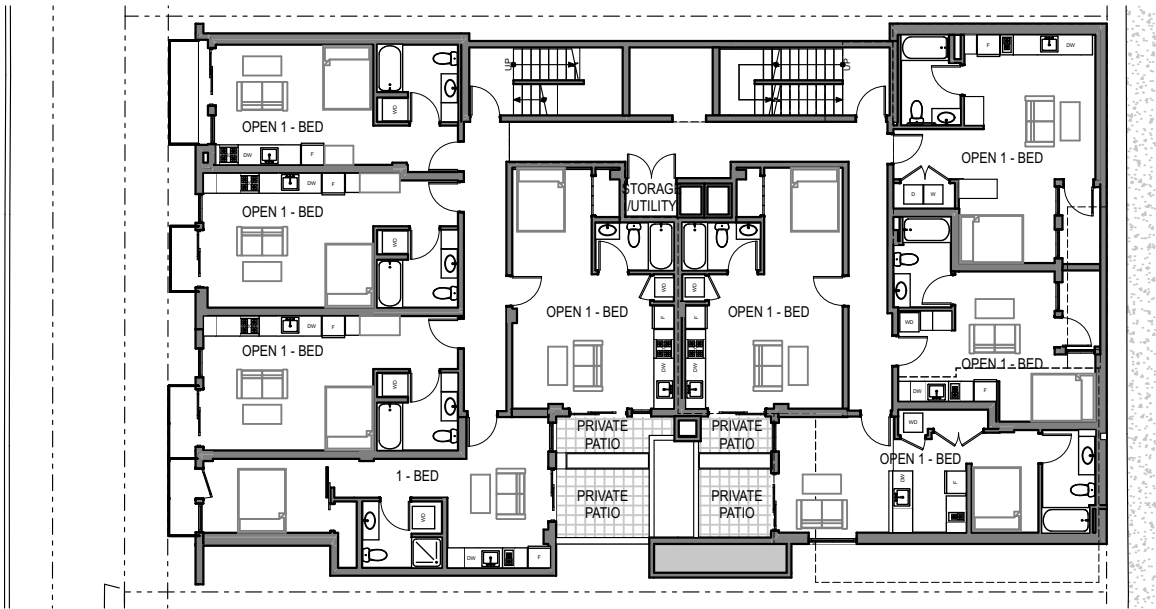 UP
UP
F
DW
OPEN 1 - BED
WD
DW
F
OPEN 1 - BED
DW
F
OPEN 1 - BED
WD
STORAGE
/UTILITY
D
W
DW
F
OPEN 1 - BED
WD
WD
WD
OPEN 1 - BED
OPEN 1 - BED
F
F
WD
OPEN 1 - BED
WD
DW
DW
DW
F
PRIVATE
PATIO
PRIVATE
PATIO
WD
OPEN 1 - BED
1 - BED
DW
F
PRIVATE
PATIO
PRIVATE
PATIO
WD
DW
F